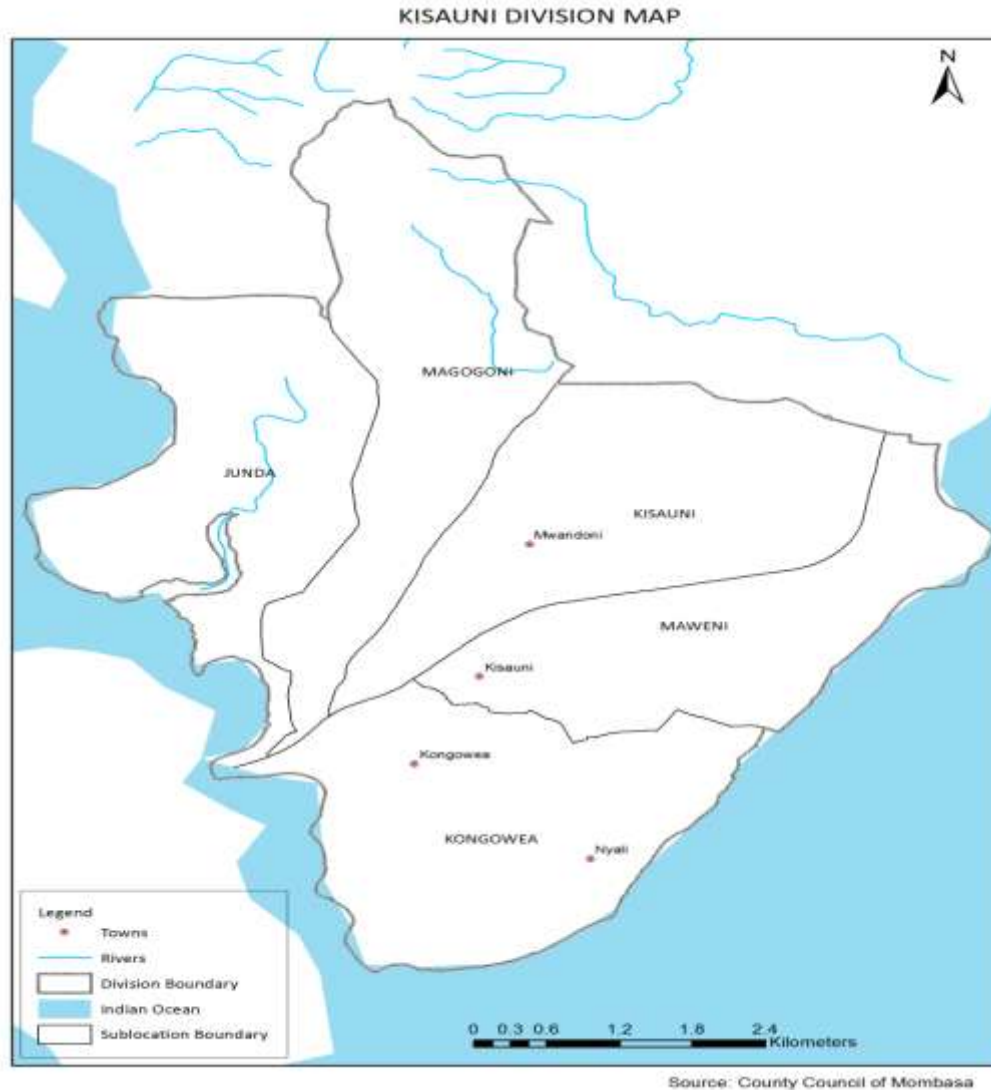 KISAUNI DIVISION MAP
N
MAGOGONI
JUNDA
KISAUNI
Mwandoni
MAWENI
Kisauni
Kongowea
KONGOWEA
Nyali
Legend
Towns
Rivers
Division Boundary
Indian Ocean
Sublocation Boundary
0 0.3 0.6 1.2 1.8 2.4
Kilometers
Source: County Council of Mombasa